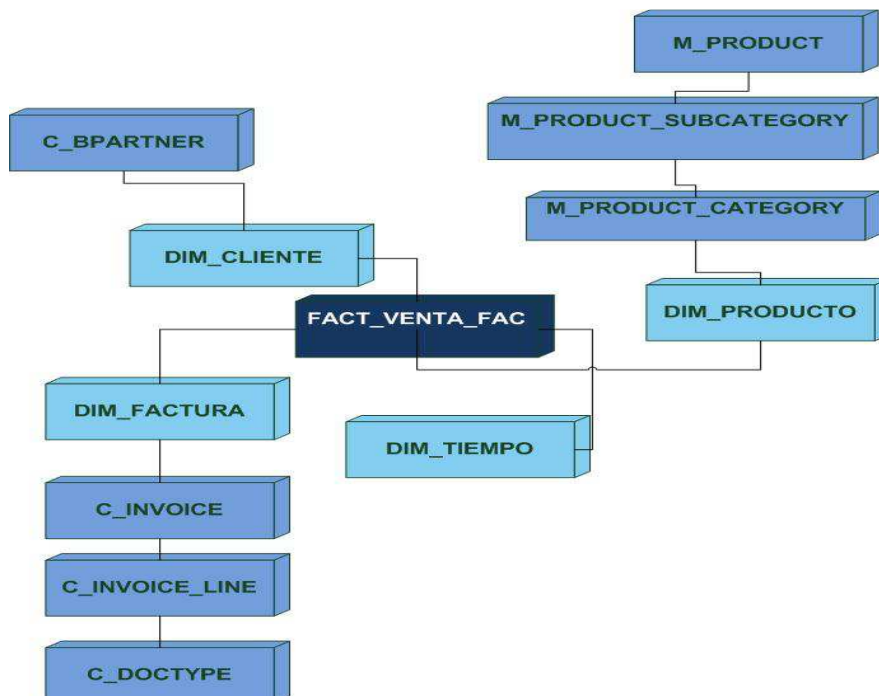 M_PRODUCT
M_PRODUCT_SUBCATEGORY
C_BPARTNER
M_PRODUCT_CATEGORY
DIM_CLIENTE
DIM_PRODUCTO
FACT_VENTA_FAC
DIM_FACTURA
DIM_TIEMPO
C_INVOICE
C_INVOICE_LINE
C_DOCTYPE